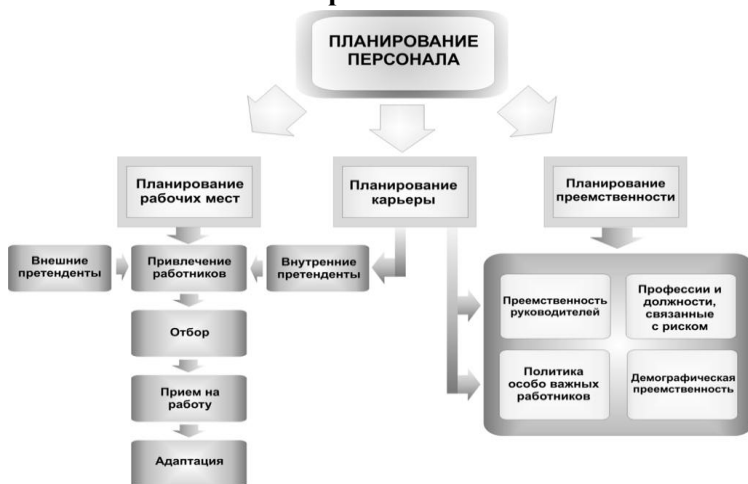 ПЛАНИРОВАНИЕ
ПЕРСОНАЛА
Планирование
рабочих мест
Планирование
карьеры
Планирование
преемственности
Внешние
претенденты
Привлечение
работников
Внутренние
претенденты
Отбор
Прием на
работу
Адаптация
Преемственность
руководителей
Профессии и
должности,
связанные
с риском
Политика
особо важных
работников
Демографическая
преемственность